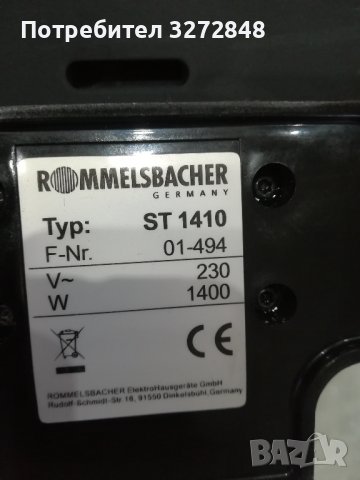 Потребител 3272848
ROMMELSBACHER
GERMANY
Typ: ST 1410
F-Nr. 01-494
V~ 230
W 1400
CE
ROMMELSBACHER ElektroHausgeräte GmbH
Rudolf-Schmidt-Str 18, 91550 Dinkelsbühl, Germany
BAZAR